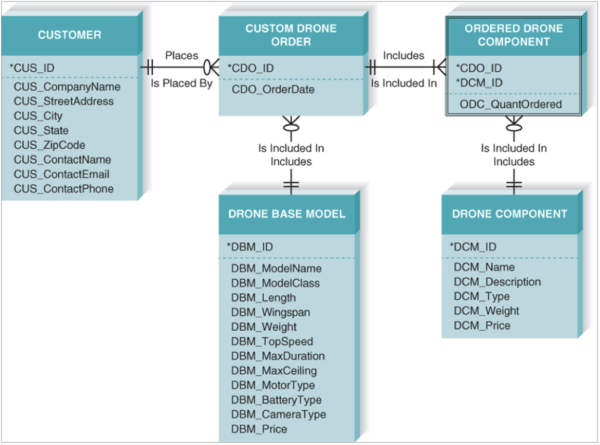 CUSTOMER
*CUS_ID
CUS_CompanyName
CUS_StreetAddress
CUS_City
CUS_State
CUS_ZipCode
CUS_ContactName
CUS_ContactEmail
CUS_ContactPhone
Places
Is Placed By
CUSTOM DRONE
ORDER
*CDO_ID
CDO_OrderDate
Includes
Is Included In
ORDERED DRONE
COMPONENT
*CDO_ID
*DCM_ID
ODC_QuantOrdered
Is Included In
Includes
DRONE BASE MODEL
*DBM_ID
DBM_ModelName
DBM_ModelClass
DBM_Length
DBM_Wingspan
DBM_Weight
DBM_TopSpeed
DBM_MaxDuration
DBM_MaxCeiling
DBM_MotorType
DBM_BatteryType
DBM_CameraType
DBM_Price
Is Included In
Includes
DRONE COMPONENT
*DCM_ID
DCM_Name
DCM_Description
DCM_Type
DCM_Weight
DCM_Price